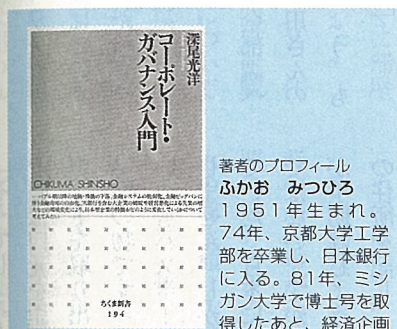 深尾光洋
コーポレート・
ガバナンス入門
CHIKUMA SHINSHO
ちくま新書
194
著者のプロフィール
ふかお みつひろ
1951年生まれ。
74年、京都大学工学
部を卒業し、日本銀行
に入る。81年、ミシ
ガン大学で博士号を取
得したあと、経済企画